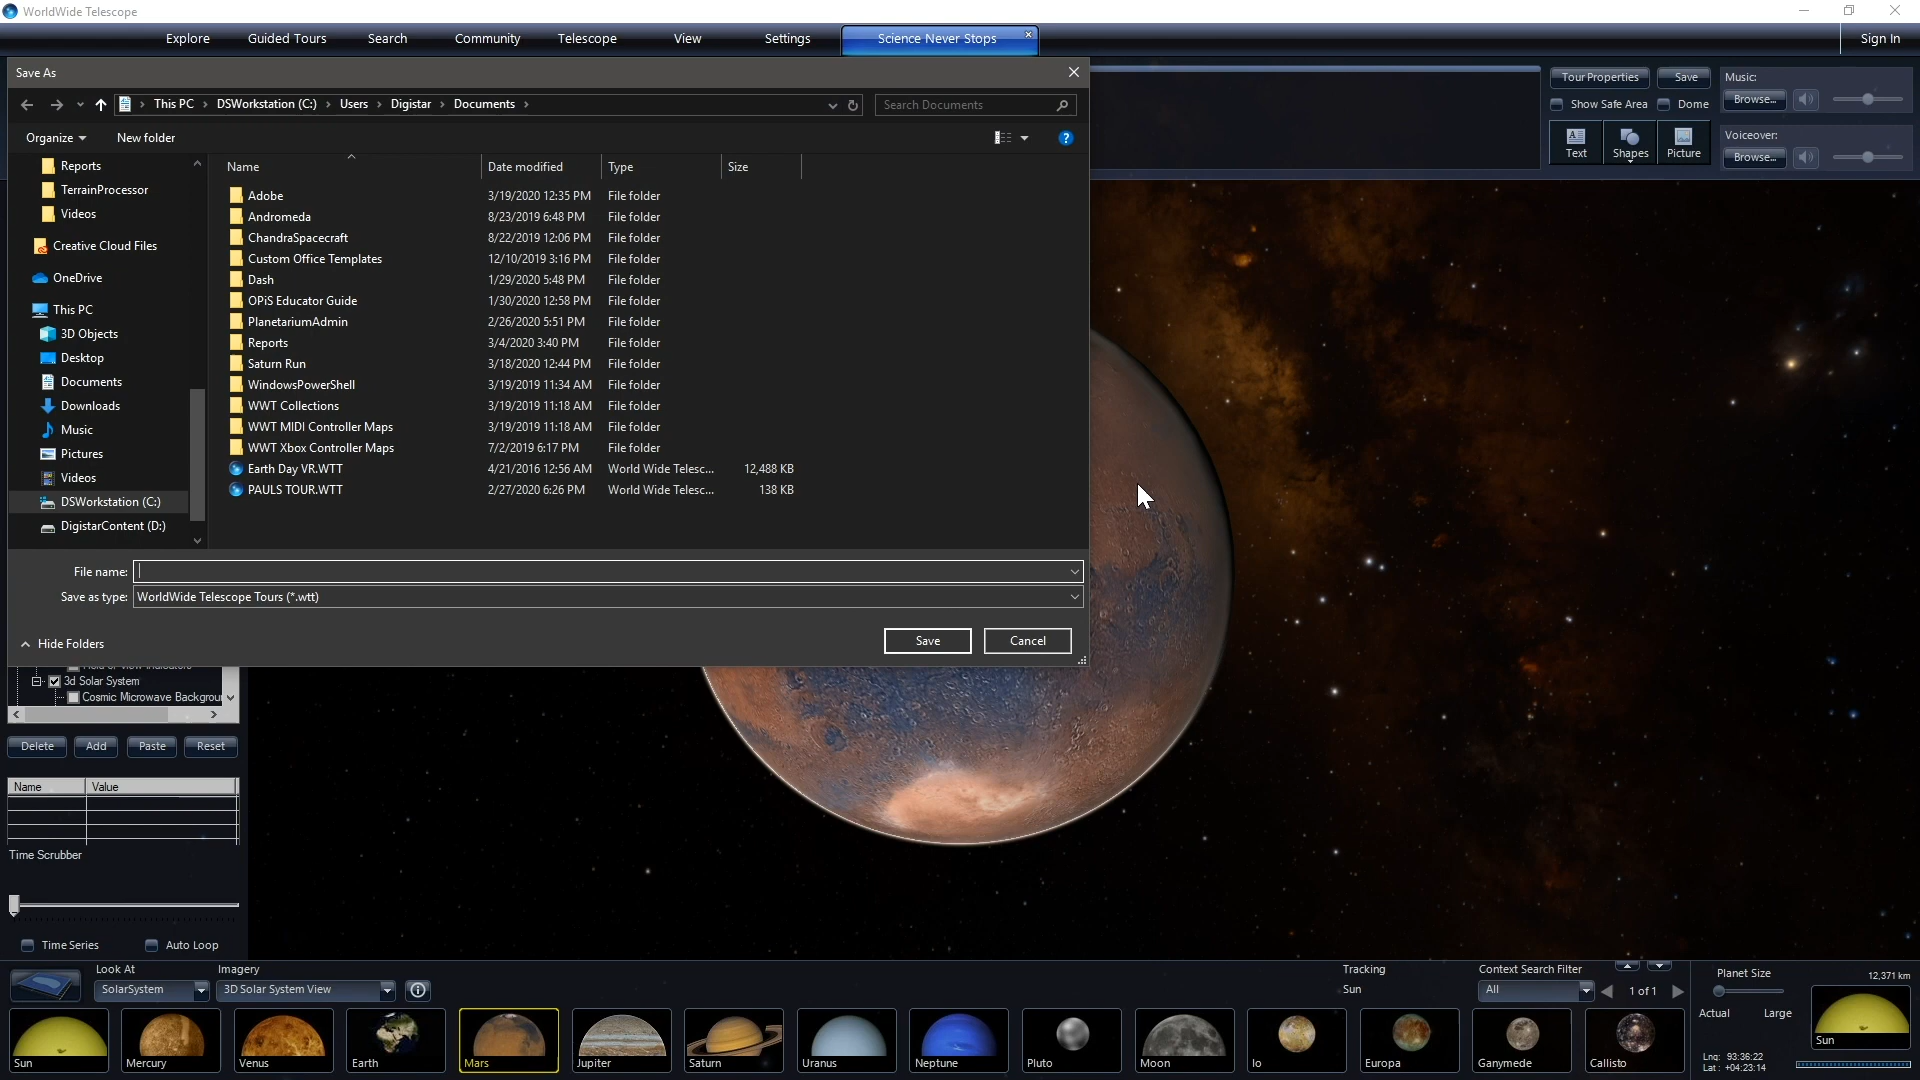 WorldWide Telescope
Explore
Guided Tours
Search
Community
Telescope
View
Settings
Science Never Stops
Sign In
Save As
This PC
DSWorkstation (C:)
Users
Digistar
Documents
Search Documents
Organize
New folder
Tour Properties
Save
Show Safe Area
Dome
Text
Shapes
Picture
Music:
Browse...
Voiceover:
Browse...
Reports
TerrainProcessor
Videos
Creative Cloud Files
OneDrive
This PC
3D Objects
Desktop
Documents
Downloads
Music
Pictures
Videos
DSWorkstation (C:)
DigistarContent (D:)
Name Date modified Type Size
Adobe 3/19/2020 12:35 PM File folder
Andromeda 8/23/2019 6:48 PM File folder
ChandraSpacecraft 8/22/2019 12:06 PM File folder
Custom Office Templates 12/10/2019 3:16 PM File folder
Dash 1/29/2020 5:48 PM File folder
OPiS Educator Guide 1/30/2020 12:58 PM File folder
PlanetariumAdmin 2/26/2020 5:51 PM File folder
Reports 3/4/2020 3:40 PM File folder
Saturn Run 3/18/2020 12:44 PM File folder
WindowsPowerShell 3/19/2019 11:34 AM File folder
WWT Collections 3/19/2019 11:18 AM File folder
WWT MIDI Controller Maps 3/19/2019 11:18 AM File folder
WWT Xbox Controller Maps 7/2/2019 6:17 PM File folder
Earth Day VR.WTT 4/21/2016 12:56 AM World Wide Telesc... 12,488 KB
PAULS TOUR.WTT 2/27/2020 6:26 PM World Wide Telesc... 138 KB
File name:
Save as type: WorldWide Telescope Tours (*.wtt)
Hide Folders
Save
Cancel
3d Solar System
Cosmic Microwave Backgrou
Delete
Add
Paste
Reset
Name Value
Time Scrubber
Time Series
Auto Loop
Look At
SolarSystem
Imagery
3D Solar System View
Tracking
Sun
Context Search Filter
All
1 of 1
Planet Size
Actual
Large
12,371 km
Sun
Lng: 93:36:22
Lat: +04:23:14
Sun
Mercury
Venus
Earth
Mars
Jupiter
Saturn
Uranus
Neptune
Pluto
Moon
Io
Europa
Ganymede
Callisto